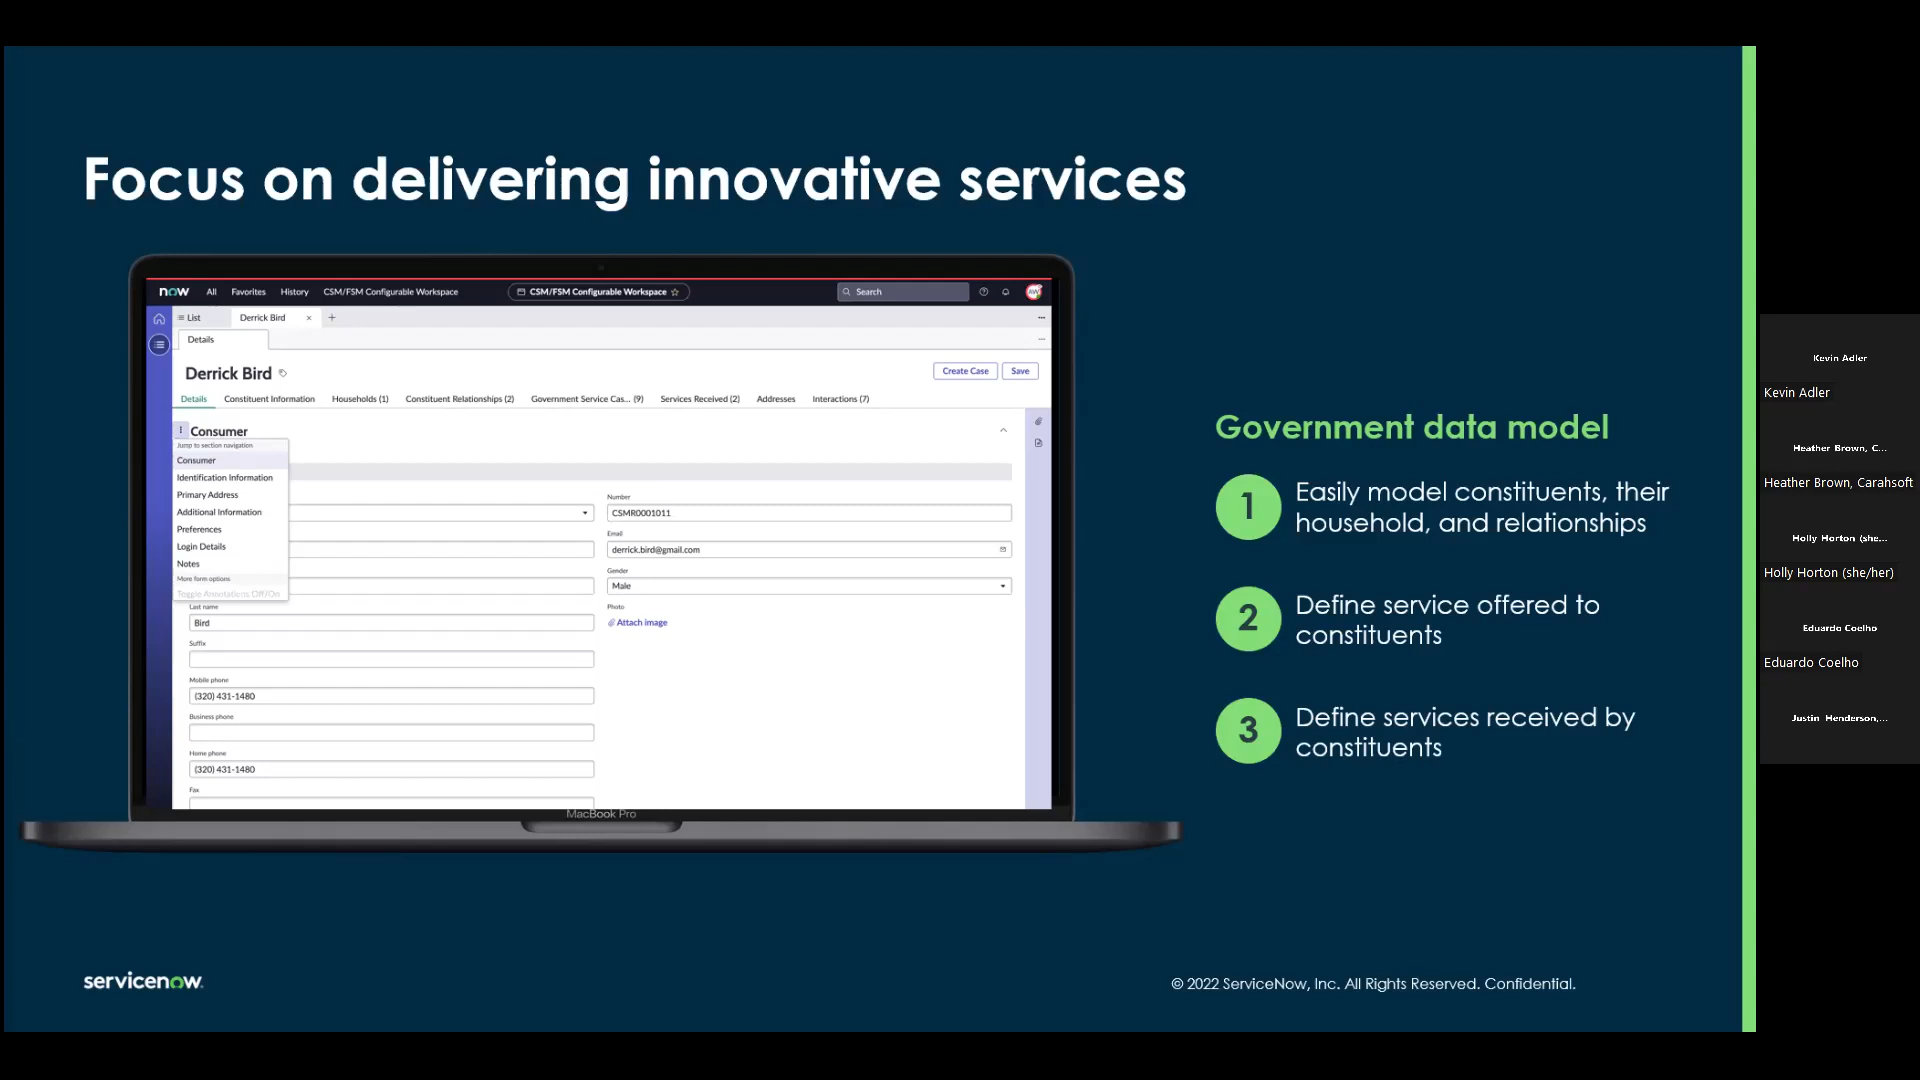 Focus on delivering innovative services
now All Favorites History CSM/FSM Configurable Workspace CSM/FSM Configurable Workspace Search
List Derrick Bird
Details
Derrick Bird
Create Case Save
Details Constituent Information Households (1) Constituent Relationships (2) Government Service Cas... (9) Services Received (2) Addresses Interactions (7)
Consumer
Jump to section navigation
Consumer
Identification Information
Primary Address
Additional Information
Preferences
Login Details
Notes
More form options
Toggle Annotations Off/On
Last name
Bird
Suffix
Mobile phone
(320) 431-1480
Business phone
Home phone
(320) 431-1480
Fax
Number
CSMR0001011
Email
derrick.bird@gmail.com
Gender
Male
Photo
Attach image
MacBook Pro
Government data model
1
Easily model constituents, their
household, and relationships
2
Define service offered to
constituents
3
Define services received by
constituents
servicenow
© 2022 ServiceNow, Inc. All Rights Reserved. Confidential.
Kevin Adler
Kevin Adler
Heather Brown, C...
Heather Brown, Carahsoft
Holly Horton (she...
Holly Horton (she/her)
Eduardo Coelho
Eduardo Coelho
Justin Henderson,...